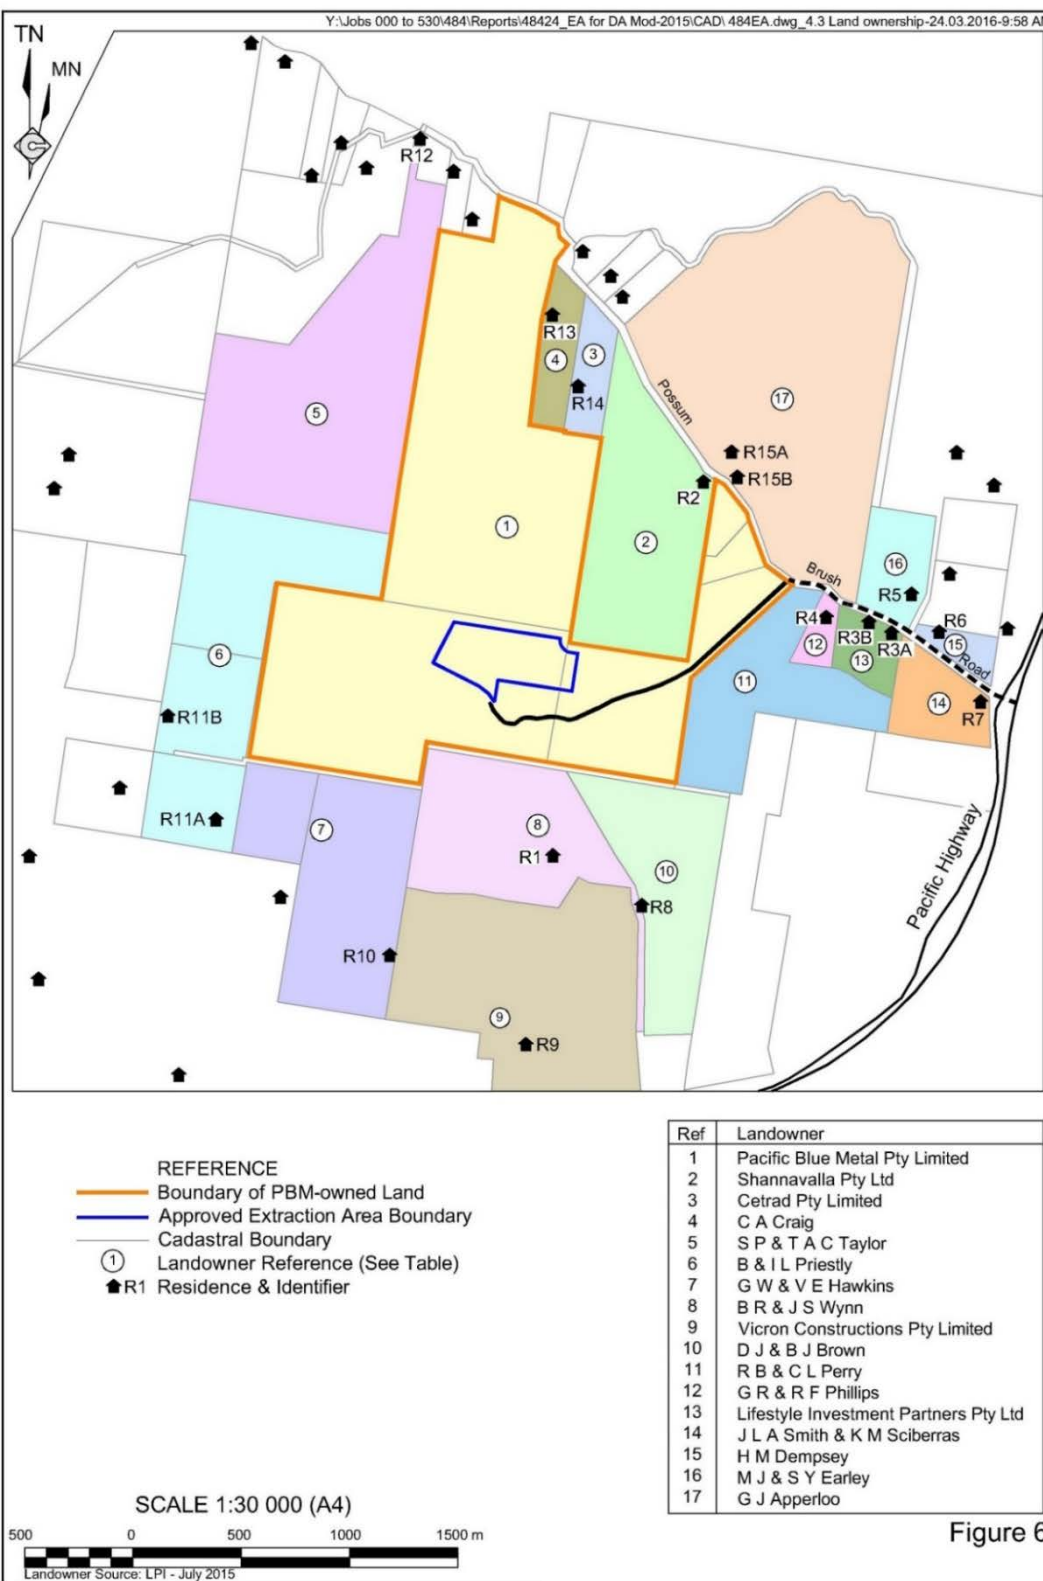 Y:\Jobs 000 to 530\484\Reports\48424_EA for DA Mod-2015\CAD\ 484EA.dwg_4.3 Land ownership-24.03.2016-9:58 AM
TN
MN
R12
R13
4
3
R14
5
17
Possum
R15A
R15B
R2
1
2
Brush
16
R5
R4
R3B
R3A
R6
15
12
13
Road
6
11
14
R7
R11B
R11A
7
8
R1
10
R8
Pacific Highway
R10
9
R9
REFERENCE
Boundary of PBM-owned Land
Approved Extraction Area Boundary
Cadastral Boundary
1 Landowner Reference (See Table)
R1 Residence & Identifier
Ref Landowner
1 Pacific Blue Metal Pty Limited
2 Shannavalla Pty Ltd
3 Cetrad Pty Limited
4 C A Craig
5 S P & T A C Taylor
6 B & I L Priestly
7 G W & V E Hawkins
8 B R & J S Wynn
9 Vicron Constructions Pty Limited
10 D J & B J Brown
11 R B & C L Perry
12 G R & R F Phillips
13 Lifestyle Investment Partners Pty Ltd
14 J L A Smith & K M Sciberras
15 H M Dempsey
16 M J & S Y Earley
17 G J Apperloo
SCALE 1:30 000 (A4)
500 0 500 1000 1500 m
Landowner Source: LPI - July 2015
Figure 6